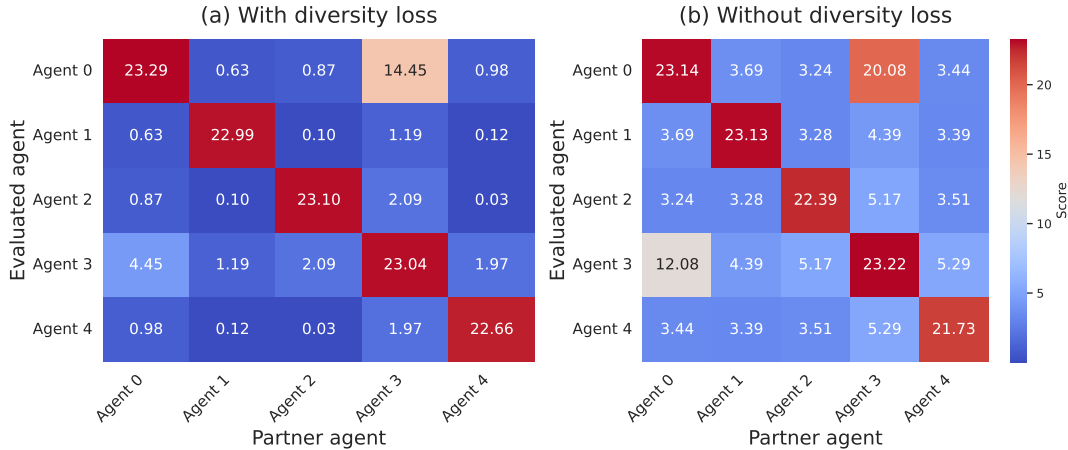 (a) With diversity loss
(b) Without diversity loss
Evaluated agent
Agent 0 23.29 0.63 0.87 14.45 0.98
Agent 1 0.63 22.99 0.10 1.19 0.12
Agent 2 0.87 0.10 23.10 2.09 0.03
Agent 3 4.45 1.19 2.09 23.04 1.97
Agent 4 0.98 0.12 0.03 1.97 22.66
Agent 0 Agent 1 Agent 2 Agent 3 Agent 4
Partner agent
Evaluated agent
Agent 0 23.14 3.69 3.24 20.08 3.44
Agent 1 3.69 23.13 3.28 4.39 3.39
Agent 2 3.24 3.28 22.39 5.17 3.51
Agent 3 12.08 4.39 5.17 23.22 5.29
Agent 4 3.44 3.39 3.51 5.29 21.73
Agent 0 Agent 1 Agent 2 Agent 3 Agent 4
Partner agent
20
15
10
5
Score